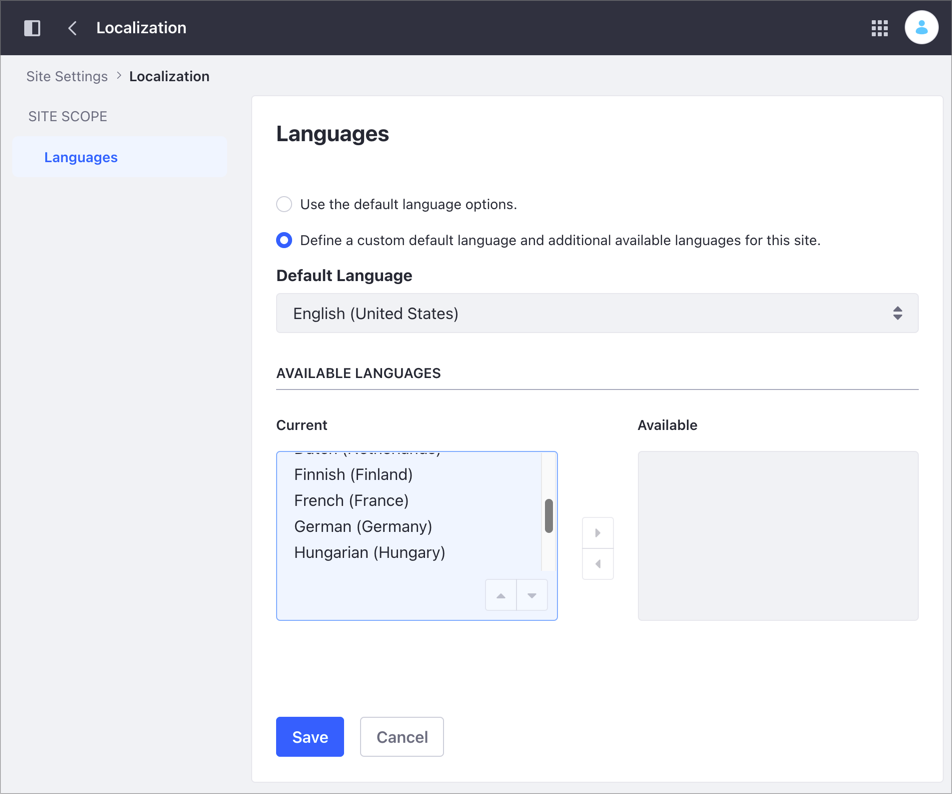 Localization
Site Settings > Localization
SITE SCOPE
Languages
Languages
Use the default language options.
Define a custom default language and additional available languages for this site.
Default Language
English (United States)
AVAILABLE LANGUAGES
Current
Available
Dutch (Netherlands)
Finnish (Finland)
French (France)
German (Germany)
Hungarian (Hungary)
Save
Cancel